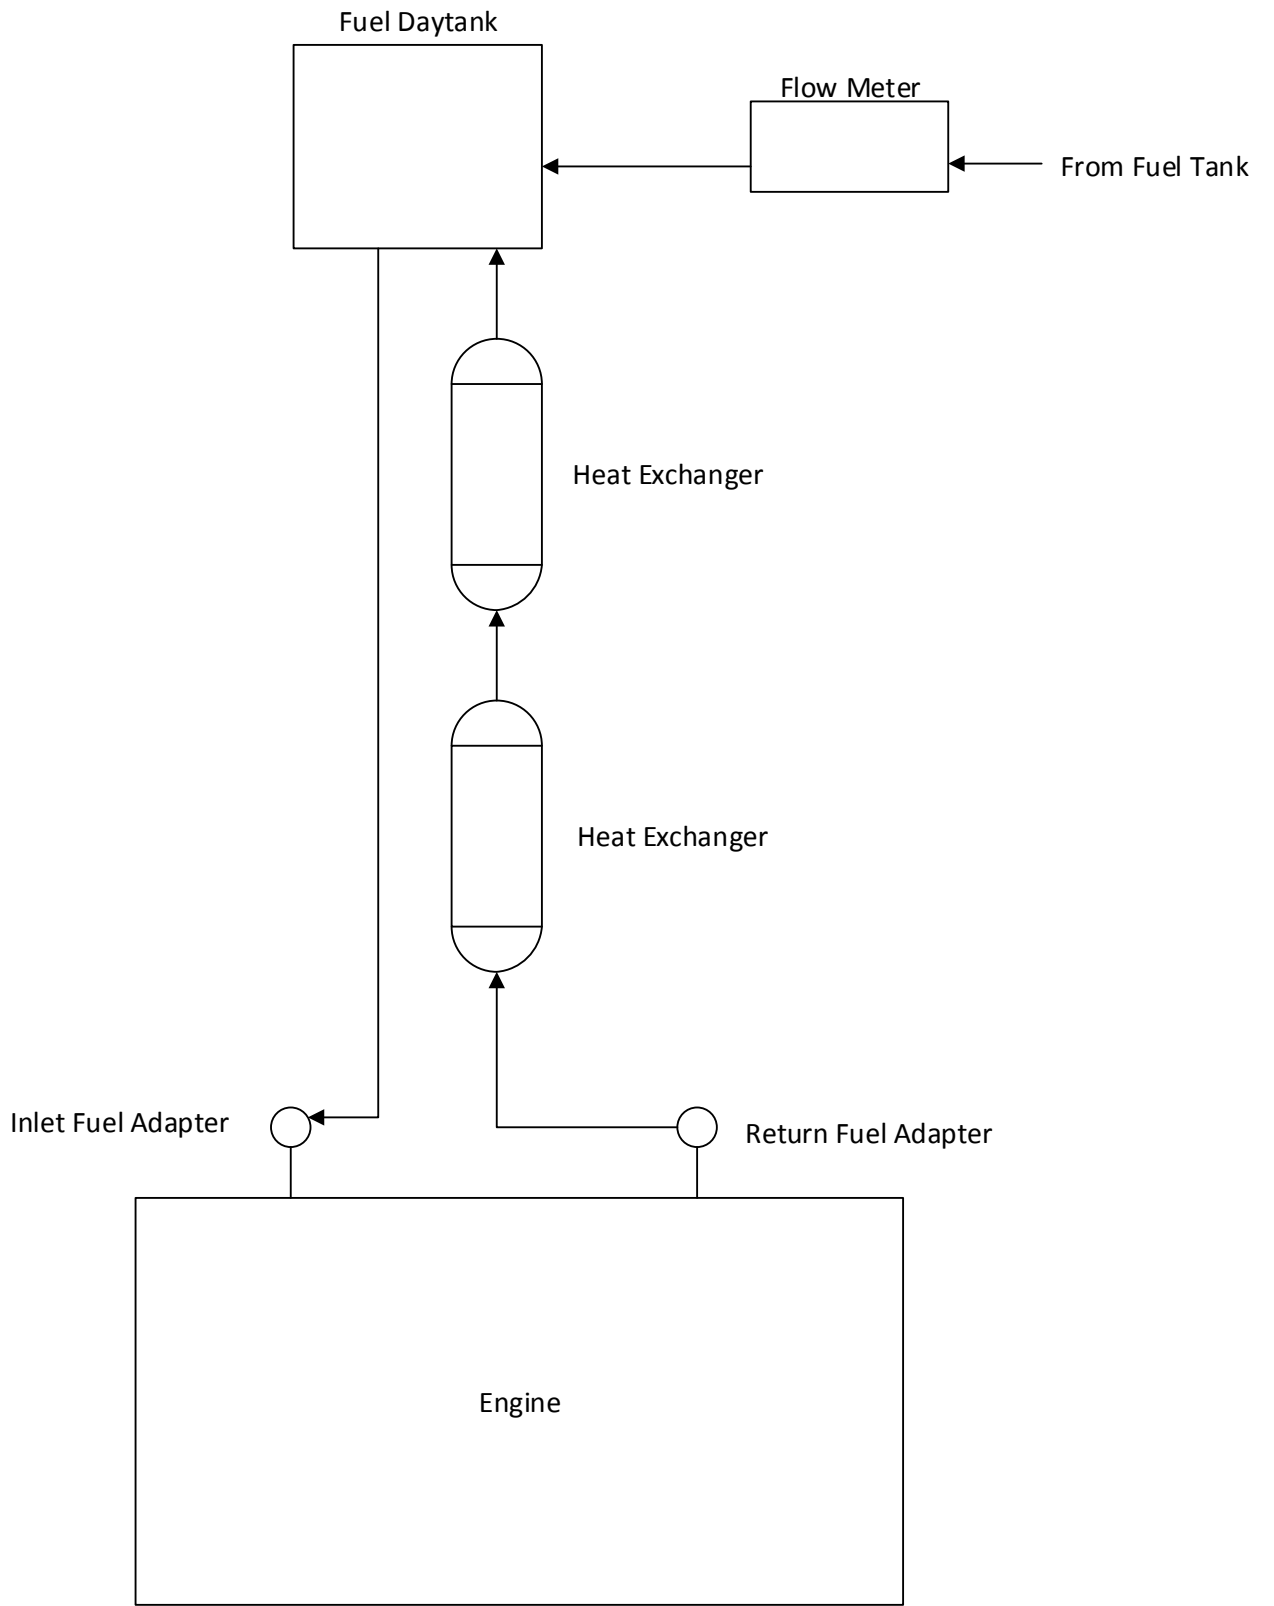 Fuel Daytank
Flow Meter
From Fuel Tank
Heat Exchanger
Heat Exchanger
Inlet Fuel Adapter
Return Fuel Adapter
Engine